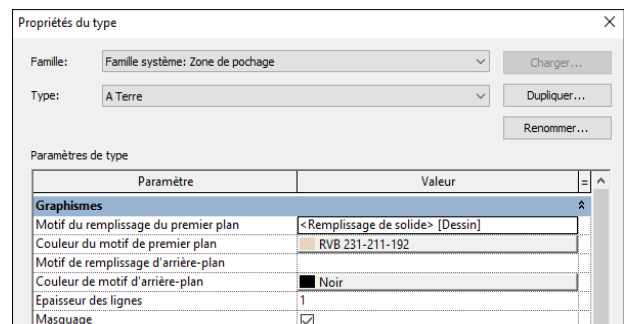 Propriétés du type
Famille: Famille système: Zone de pochage Charger...
Type: A Terre Dupliquer...
Renommer...
Paramètres de type
Paramètre Valeur =
Graphismes
Motif du remplissage du premier plan <Remplissage de solide> [Dessin]
Couleur du motif de premier plan RVB 231-211-192
Motif de remplissage d'arrière-plan
Couleur de motif d'arrière-plan Noir
Epaisseur des lignes 1
Masquage